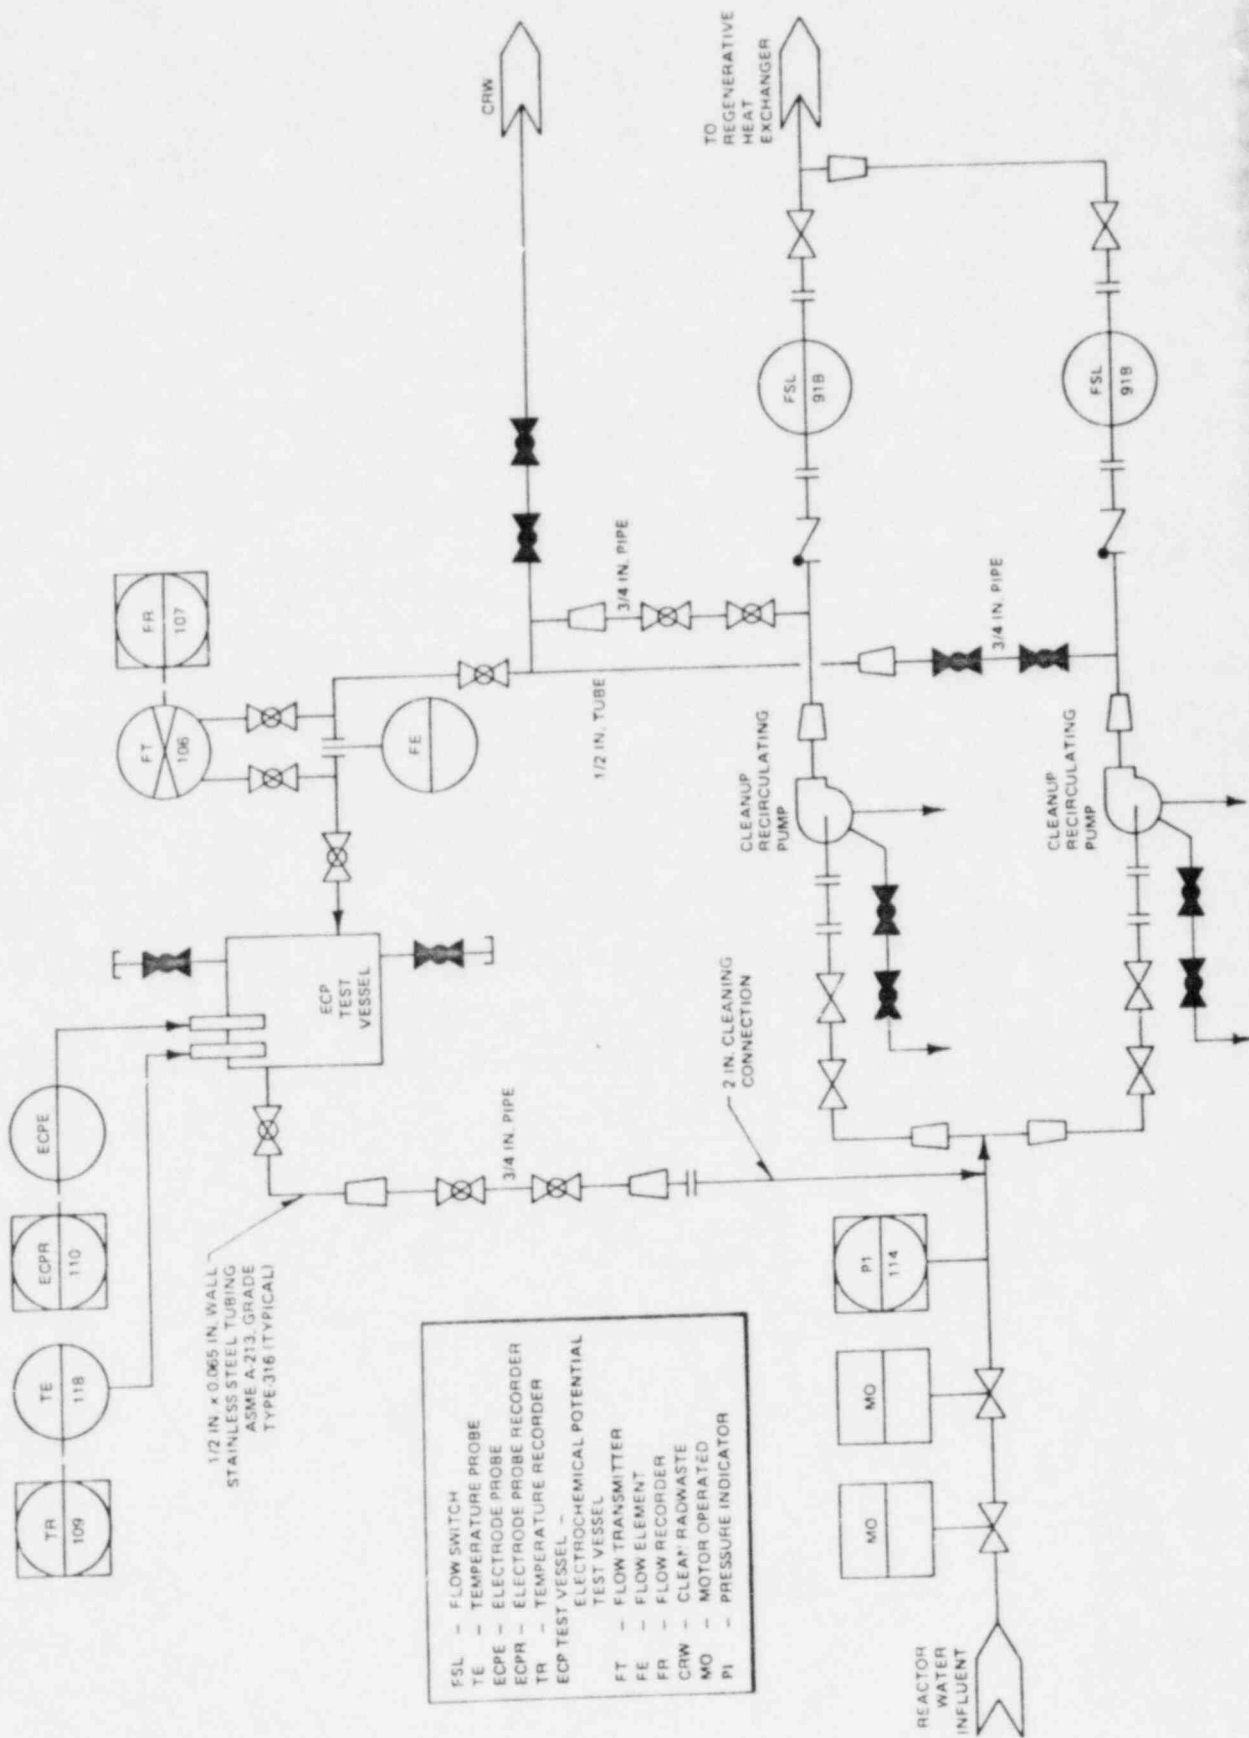 CRW
TO
REGENERATIVE
HEAT
EXCHANGER
FR
107
FT
106
FE
FSL
91B
FSL
91B
3/4 IN. PIPE
3/4 IN. PIPE
1/2 IN. TUBE
CLEANUP
RECIRCULATING
PUMP
CLEANUP
RECIRCULATING
PUMP
ECP
TEST
VESSEL
ECPE
ECPR
110
TE
118
TR
109
3/4 IN. PIPE
2 IN. CLEANING
CONNECTION
1/2 IN. x 0.065 IN. WALL
STAINLESS STEEL TUBING
ASME A-213, GRADE
TYPE-316 (TYPICAL)
P1
114
MO
MO
REACTOR
WATER
INFLUENT
FSL – FLOW SWITCH
TE – TEMPERATURE PROBE
ECPE – ELECTRODE PROBE
ECPR – ELECTRODE PROBE RECORDER
TR – TEMPERATURE RECORDER
ECP TEST VESSEL –
ELECTROCHEMICAL POTENTIAL
TEST VESSEL
FT – FLOW TRANSMITTER
FE – FLOW ELEMENT
FR – FLOW RECORDER
CRW – CLEAN RADWASTE
MO – MOTOR OPERATED
PI – PRESSURE INDICATOR